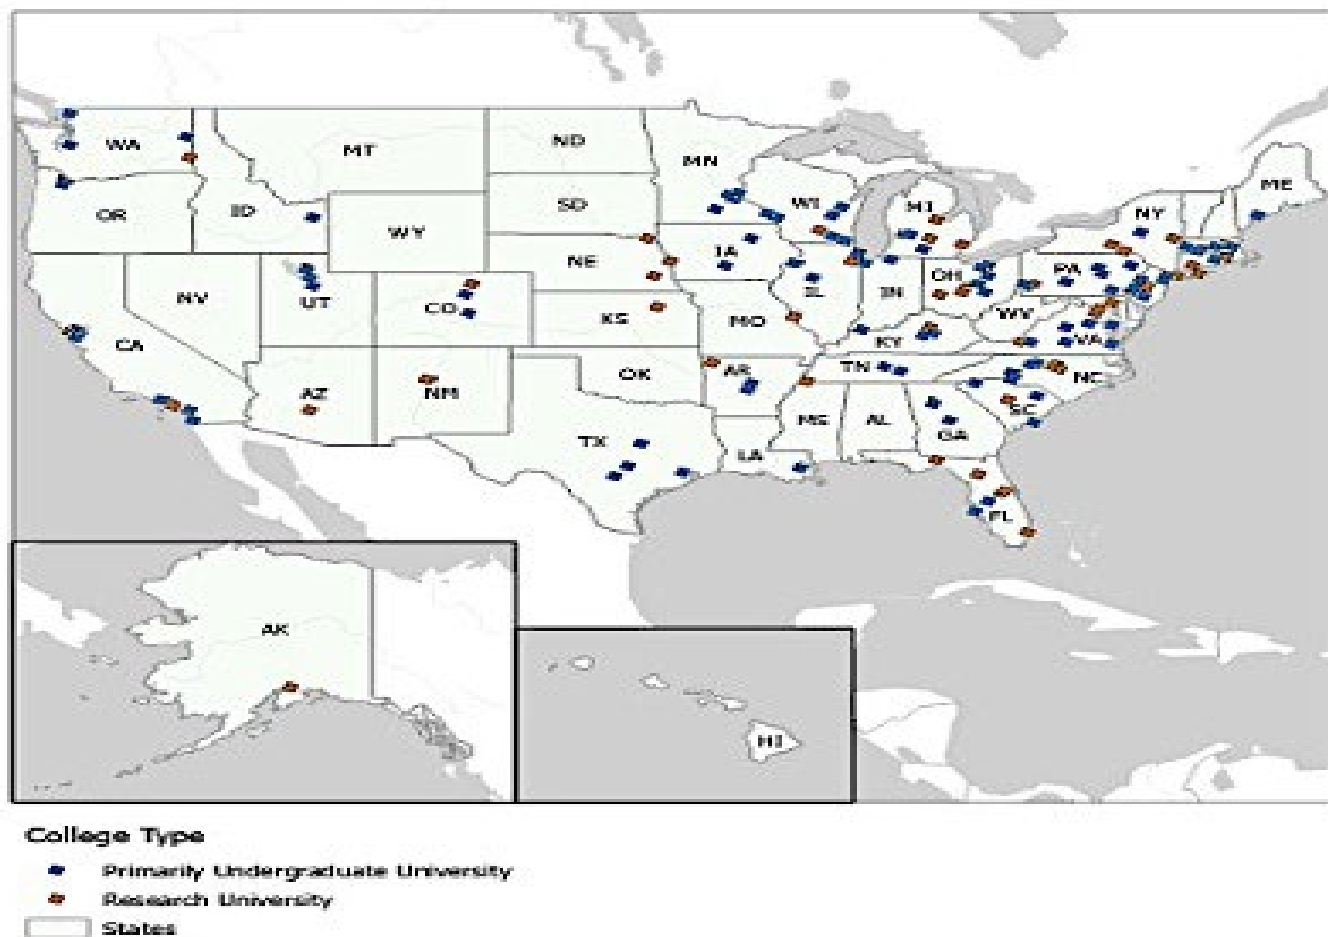 WA
MT
ND
MN
ME
OR
ID
SD
WI
MI
NY
WY
IA
NE
PA
NV
UT
CO
IL
IN
OH
KS
MO
WV
CA
KY
VA
AZ
NM
OK
AR
TN
NC
TX
LA
MS
AL
GA
SC
FL
AK
HI
College Type
Primarily Undergraduate University
Research University
States